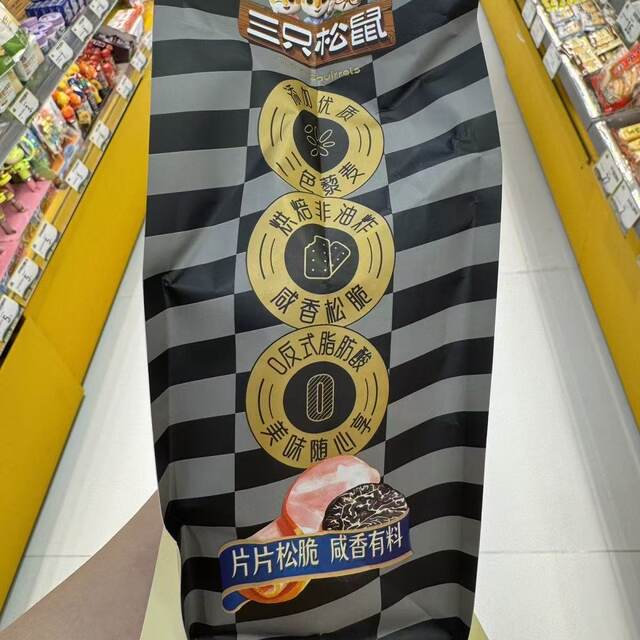 三只松鼠
Squirrels
添加优质
三色藜麦
烘焙非油炸
咸香松脆
0反式脂肪酸
0
美味随心享
片片松脆 咸香有料